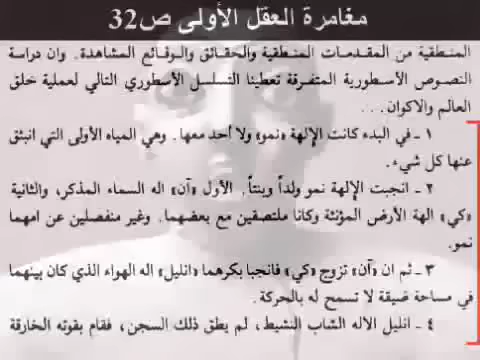 مغامرة العقل الأولى ص32
المنطقية من المقدمات المنطقية والحقائق والوقائع المشاهدة. وان دراسة
النصوص الأسطورية المتفرقة تعطينا التسلسل الأسطوري التالي لعملية خلق
العالم والاكوان...
١ - في البدء كانت الإلهة «نمو» ولا أحد معها. وهي المياه الأولى التي انبثق
عنها كل شيء.
٢ - انجبت الإلهة نمو ولداً وبنتاً. الأول «آن» اله السماء المذكر، والثانية
«كي» الهة الأرض المؤنثة وكانا ملتصقين مع بعضهما. وغير منفصلين عن امهما
نمو.
٣ - ثم ان «آن» تزوج «كي» فانجبا بكرهما «انليل» اله الهواء الذي كان بينهما
في مساحة ضيقة لا تسمح له بالحركة.
٤ - انليل الاله الشاب النشيط، لم يطق ذلك السجن، فقام بقوته الخارقة